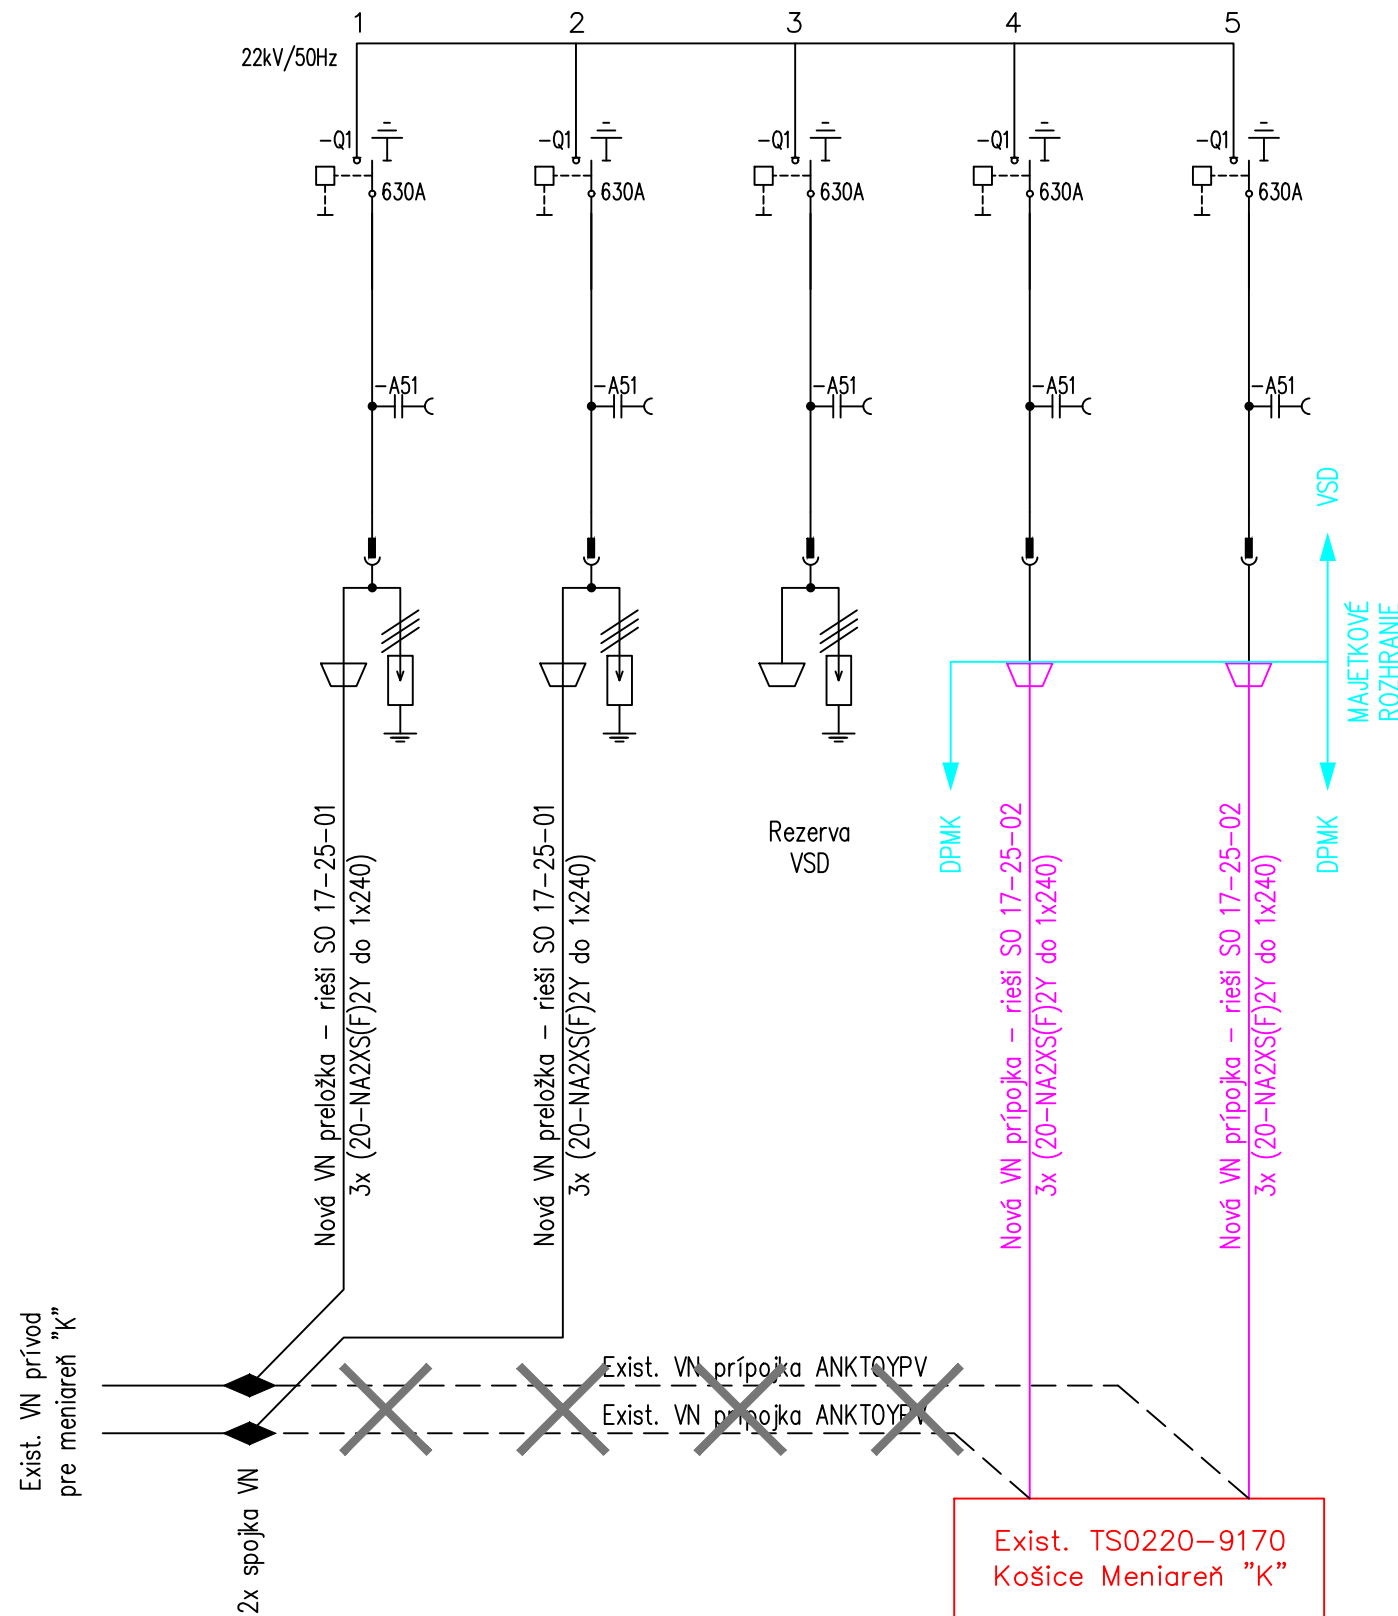 1 2 3 4 5
22kV/50Hz
-Q1 -Q1 -Q1 -Q1 -Q1
630A 630A 630A 630A 630A
-A51 -A51 -A51 -A51 -A51
VSD
MAJETKOVÉ
ROZHRANIE
DPMK
DPMK
Rezerva
VSD
Nová VN preložka - rieši SO 17-25-01
3x (20-NA2XS(F)2Y do 1x240)
Nová VN preložka - rieši SO 17-25-01
3x (20-NA2XS(F)2Y do 1x240)
Nová VN prípojka - rieši SO 17-25-02
3x (20-NA2XS(F)2Y do 1x240)
Nová VN prípojka - rieši SO 17-25-02
3x (20-NA2XS(F)2Y do 1x240)
Exist. VN prívod
pre meniareň "K"
Exist. VN prípojka ANKTOYPV
Exist. VN prípojka ANKTOYPV
2x spojka VN
Exist. TS0220-9170
Košice Meniareň "K"